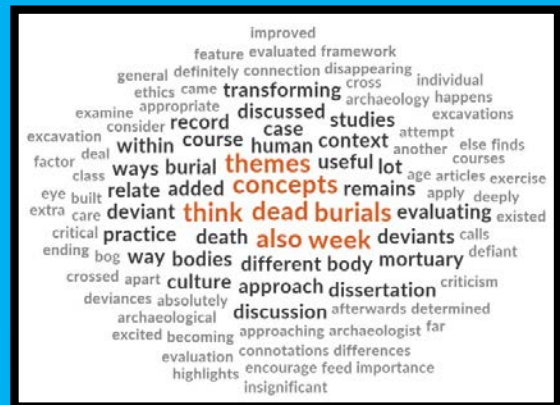 improved
feature evaluated framework
general definitely connection disappearing
ethics came transforming cross individual
archaeology happens
examine appropriate discussed studies excavations
consider record case
excavation within course human context attempt
another else finds
factor deal ways burial themes useful lot courses
class age articles exercise
eye built relate added concepts remains apply deeply
extra care deviant think dead burials evaluating existed
critical practice death also week deviants calls
ending bog way bodies different body mortuary defiant
crossed apart culture approach dissertation criticism
deviances absolutely
archaeological discussion afterwards determined
excited becoming approaching archaeologist far
evaluation connotations differences
highlights encourage feed importance
insignificant